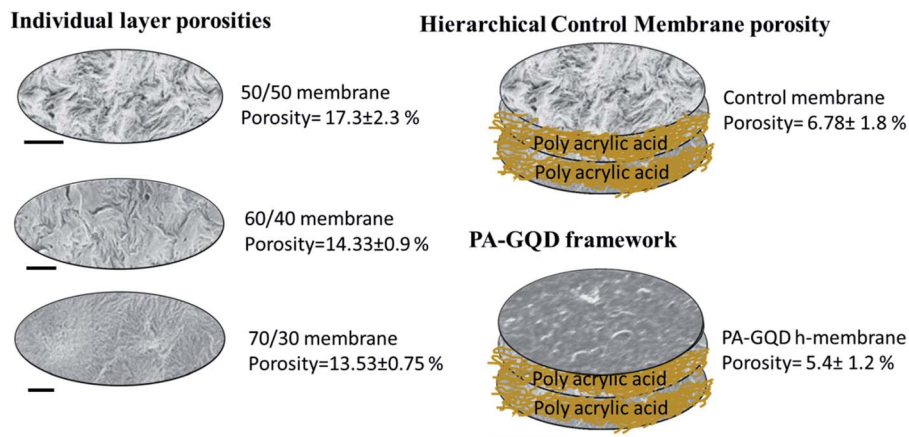 Individual layer porosities
50/50 membrane
Porosity= 17.3±2.3 %
60/40 membrane
Porosity=14.33±0.9 %
70/30 membrane
Porosity=13.53±0.75 %
Hierarchical Control Membrane porosity
Poly acrylic acid
Poly acrylic acid
Control membrane
Porosity= 6.78± 1.8 %
PA-GQD framework
Poly acrylic acid
Poly acrylic acid
PA-GQD h-membrane
Porosity= 5.4± 1.2 %